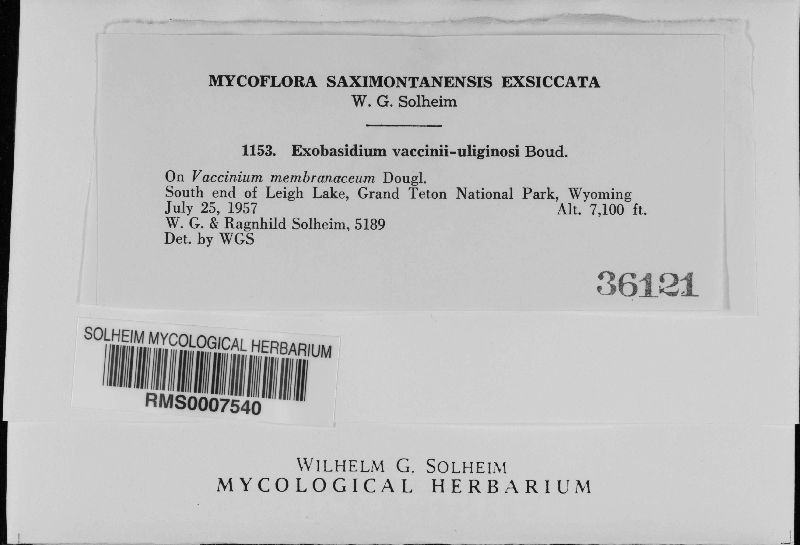 MYCOFLORA SAXIMONTANENSIS EXSICCATA
W. G. Solheim
1153. Exobasidium vaccinii-uliginosi Boud.
On Vaccinium membranaceum Dougl.
South end of Leigh Lake, Grand Teton National Park, Wyoming
July 25, 1957 Alt. 7,100 ft.
W. G. & Ragnhild Solheim, 5189
Det. by WGS
36121
SOLHEIM MYCOLOGICAL HERBARIUM
RMS0007540
WILHELM G. SOLHEIM
MYCOLOGICAL HERBARIUM